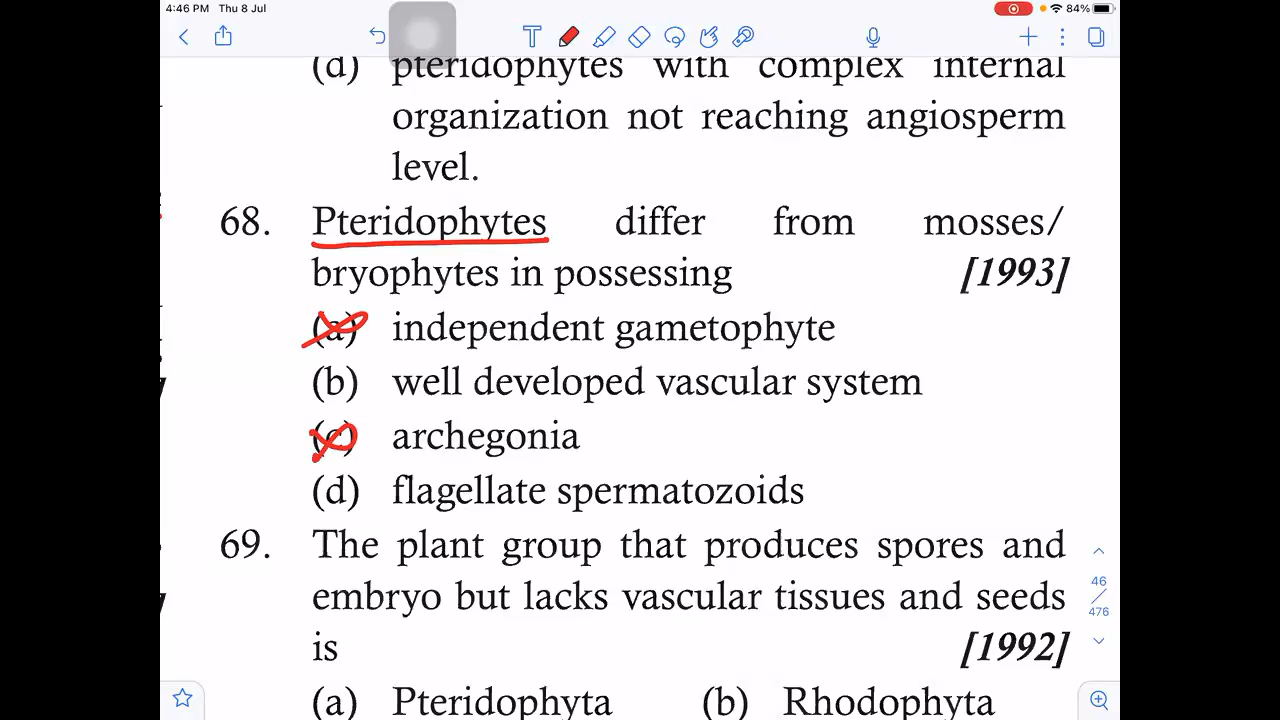 4:46 PM Thu 8 Jul
84%
T
(d) pteridophytes with complex internal
organization not reaching angiosperm
level.
68. Pteridophytes differ from mosses/
bryophytes in possessing [1993]
(a) independent gametophyte
(b) well developed vascular system
(c) archegonia
(d) flagellate spermatozoids
69. The plant group that produces spores and
embryo but lacks vascular tissues and seeds
is [1992]
(a) Pteridophyta (b) Rhodophyta
46
476